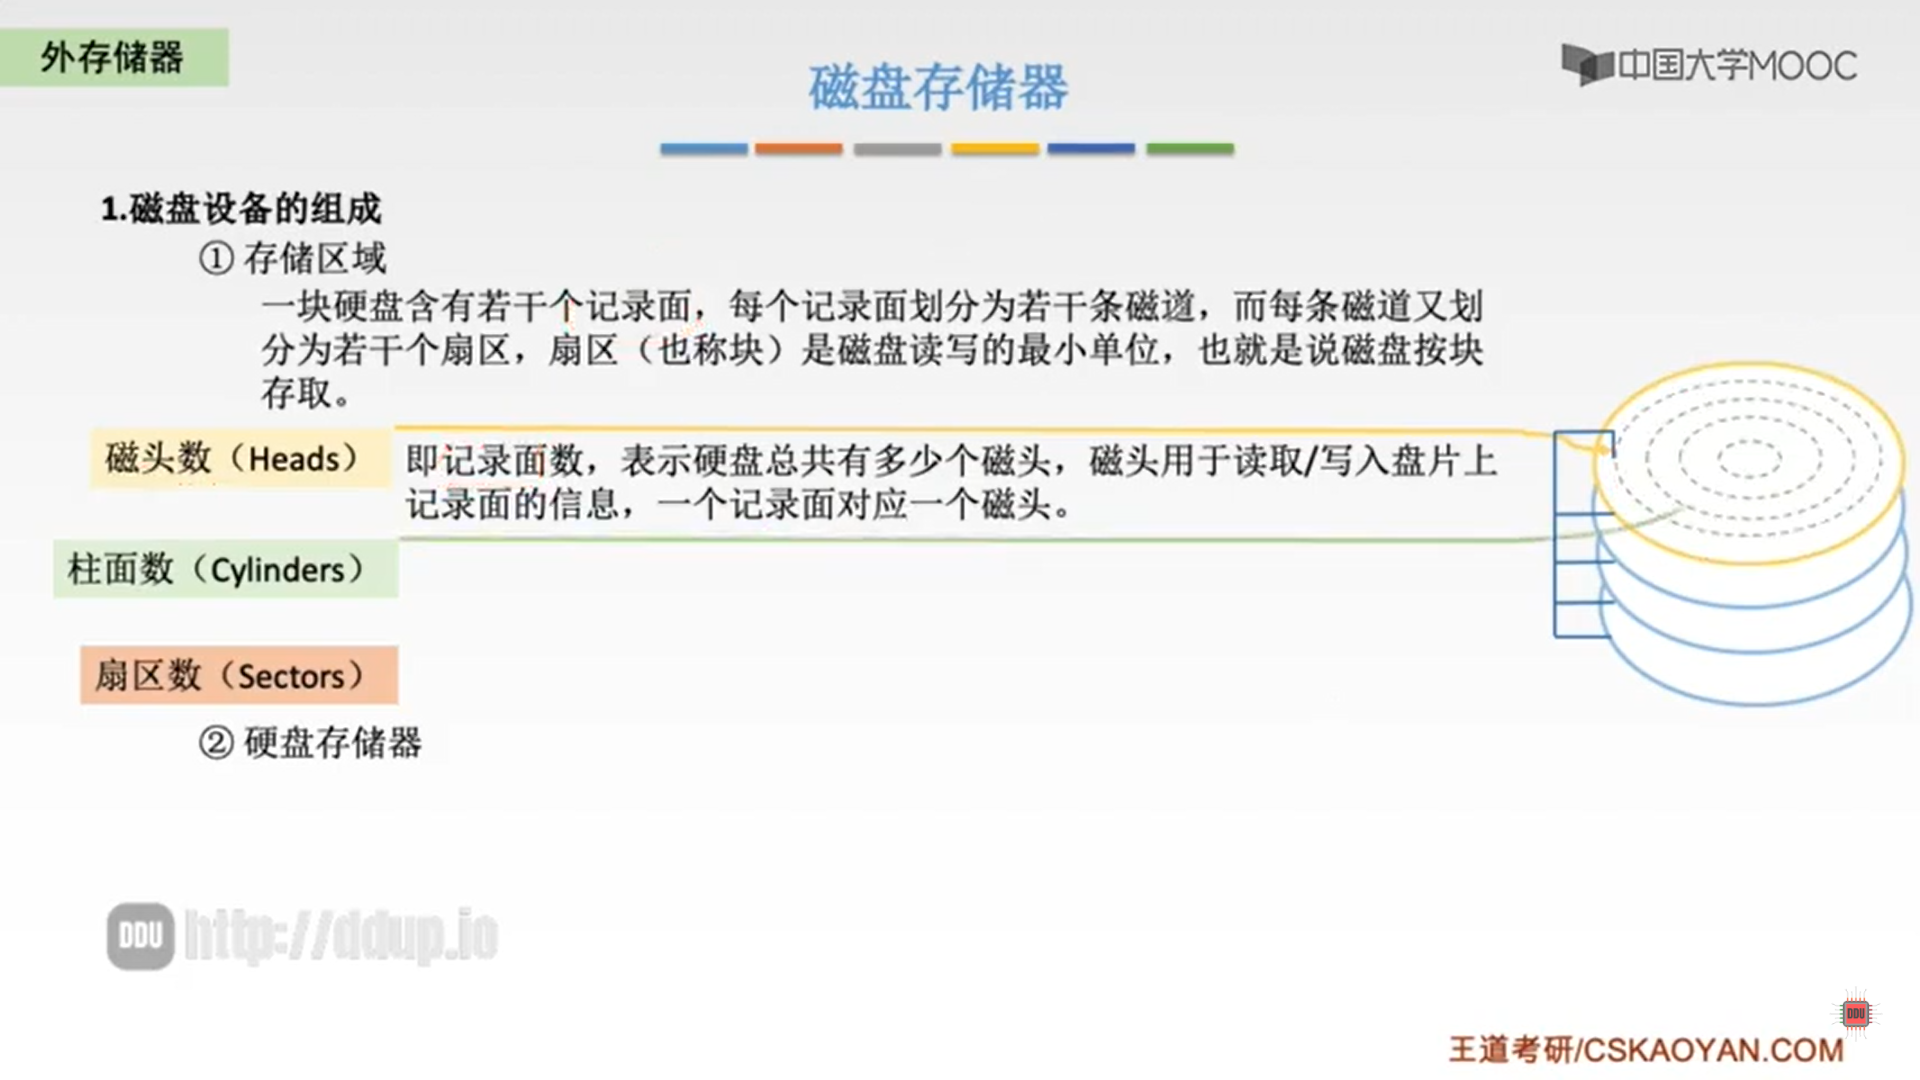 外存储器
磁盘存储器
中国大学MOOC
1.磁盘设备的组成
① 存储区域
一块硬盘含有若干个记录面，每个记录面划分为若干条磁道，而每条磁道又划
分为若干个扇区，扇区（也称块）是磁盘读写的最小单位，也就是说磁盘按块
存取。
磁头数（Heads）
即记录面数，表示硬盘总共有多少个磁头，磁头用于读取/写入盘片上
记录面的信息，一个记录面对应一个磁头。
柱面数（Cylinders）
扇区数（Sectors）
② 硬盘存储器
DDU http://ddup.io
DDU
王道考研/CSKAOYAN.COM